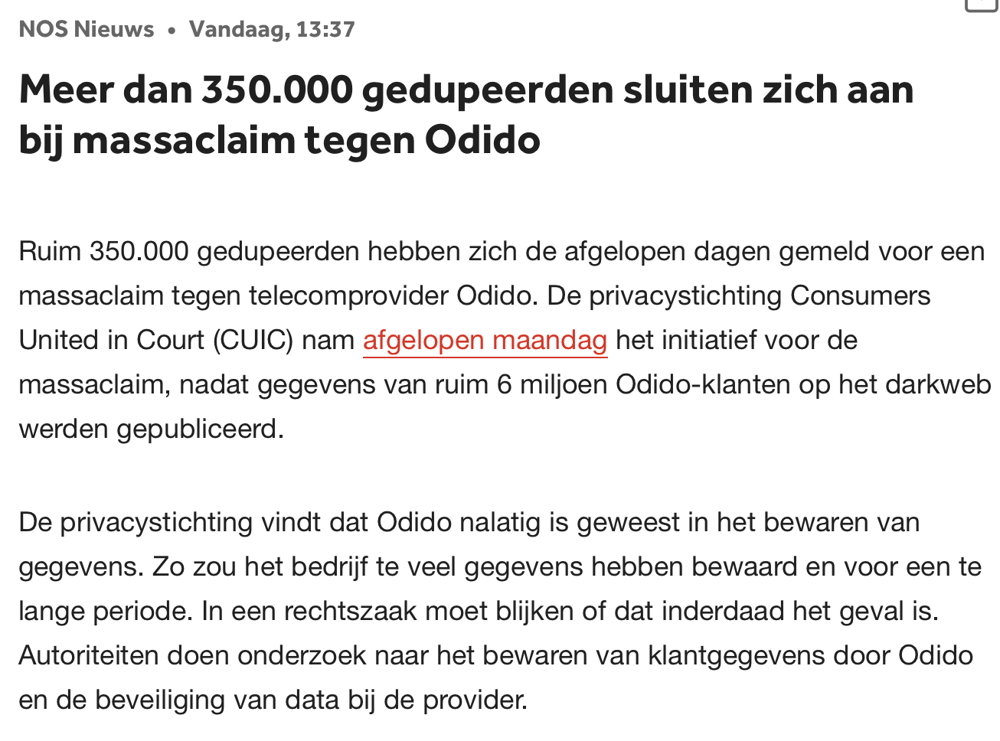 NOS Nieuws • Vandaag, 13:37
Meer dan 350.000 gedupeerden sluiten zich aan
bij massaclaim tegen Odido
Ruim 350.000 gedupeerden hebben zich de afgelopen dagen gemeld voor een
massaclaim tegen telecomprovider Odido. De privacystichting Consumers
United in Court (CUIC) nam afgelopen maandag het initiatief voor de
massaclaim, nadat gegevens van ruim 6 miljoen Odido-klanten op het darkweb
werden gepubliceerd.
De privacystichting vindt dat Odido nalatig is geweest in het bewaren van
gegevens. Zo zou het bedrijf te veel gegevens hebben bewaard en voor een te
lange periode. In een rechtszaak moet blijken of dat inderdaad het geval is.
Autoriteiten doen onderzoek naar het bewaren van klantgegevens door Odido
en de beveiliging van data bij de provider.